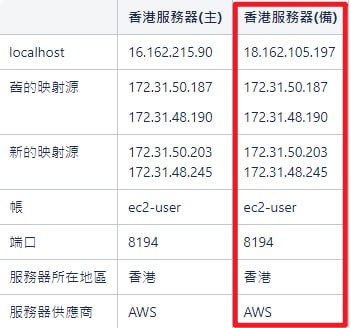 香港服務器(主) 香港服務器(備)
localhost 16.162.215.90 18.162.105.197
舊的映射源 172.31.50.187 172.31.50.187
172.31.48.190 172.31.48.190
新的映射源 172.31.50.203 172.31.50.203
172.31.48.245 172.31.48.245
帳 ec2-user ec2-user
端口 8194 8194
服務器所在地區 香港 香港
服務器供應商 AWS AWS